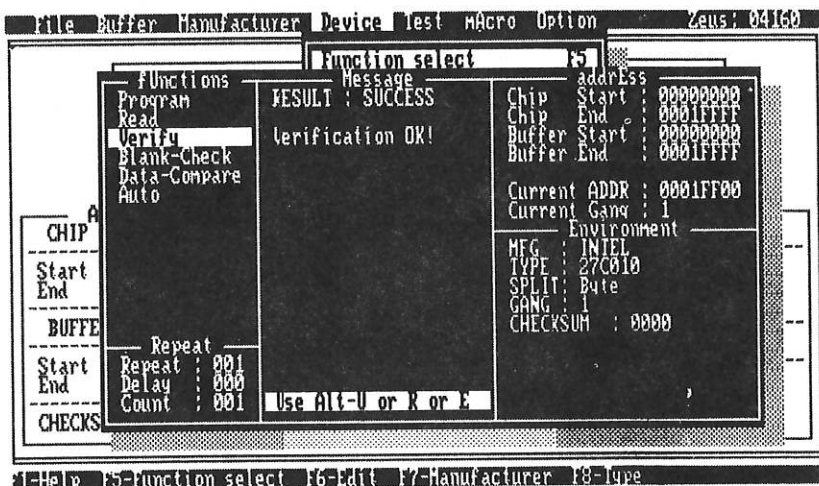 File Buffer Manufacturer Device Test mAcro Option Zeus: 04160
Function select F5
fUnctions
Program
Read
Verify
Blank-Check
Data-Compare
Auto
Message
RESULT : SUCCESS
Verification OK!
Use Alt-U or R or E
addrEss
Chip Start : 00000000
Chip End : 0001FFFF
Buffer Start : 00000000
Buffer End : 0001FFFF
Current ADDR : 0001FF00
Current Gang : 1
Environment
MFG : INTEL
TYPE : 27C010
SPLIT: Byte
GANG : 1
CHECKSUM : 0000
Repeat
Repeat : 001
Delay : 000
Count : 001
A
CHIP
Start
End
BUFFE
Start
End
CHECKS
F1-Help F5-Function select F6-Edit F7-Manufacturer F8-Type